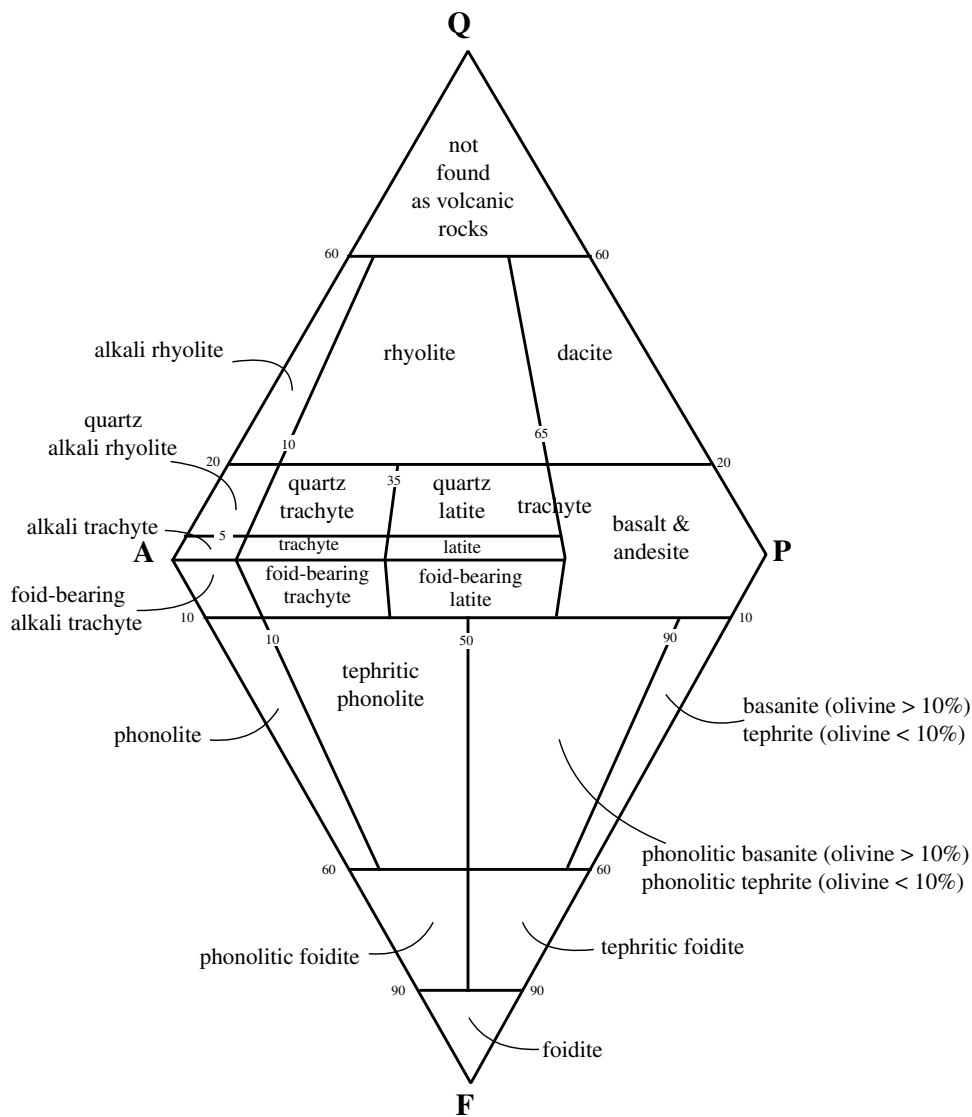 Q
not
found
as volcanic
rocks
60
60
alkali rhyolite
rhyolite
dacite
quartz
alkali rhyolite
10
65
20
20
quartz
trachyte
35
quartz
latite
trachyte
basalt &
andesite
alkali trachyte
5
trachyte
latite
A
P
foid-bearing
alkali trachyte
foid-bearing
trachyte
foid-bearing
latite
10
10
10
50
90
tephritic
phonolite
phonolite
basanite (olivine > 10%)
tephrite (olivine < 10%)
phonolitic basanite (olivine > 10%)
phonolitic tephrite (olivine < 10%)
60
60
phonolitic foidite
tephritic foidite
90
90
foidite
F